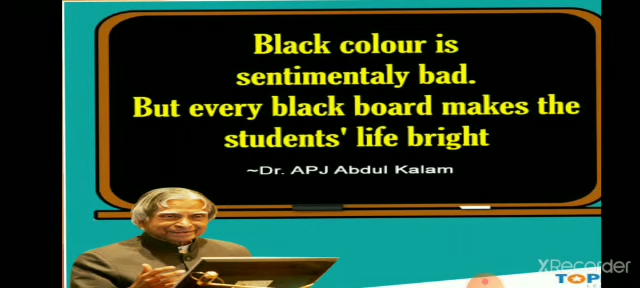 Black colour is
sentimentaly bad.
But every black board makes the
students' life bright
~Dr. APJ Abdul Kalam
XRecorder
TOP